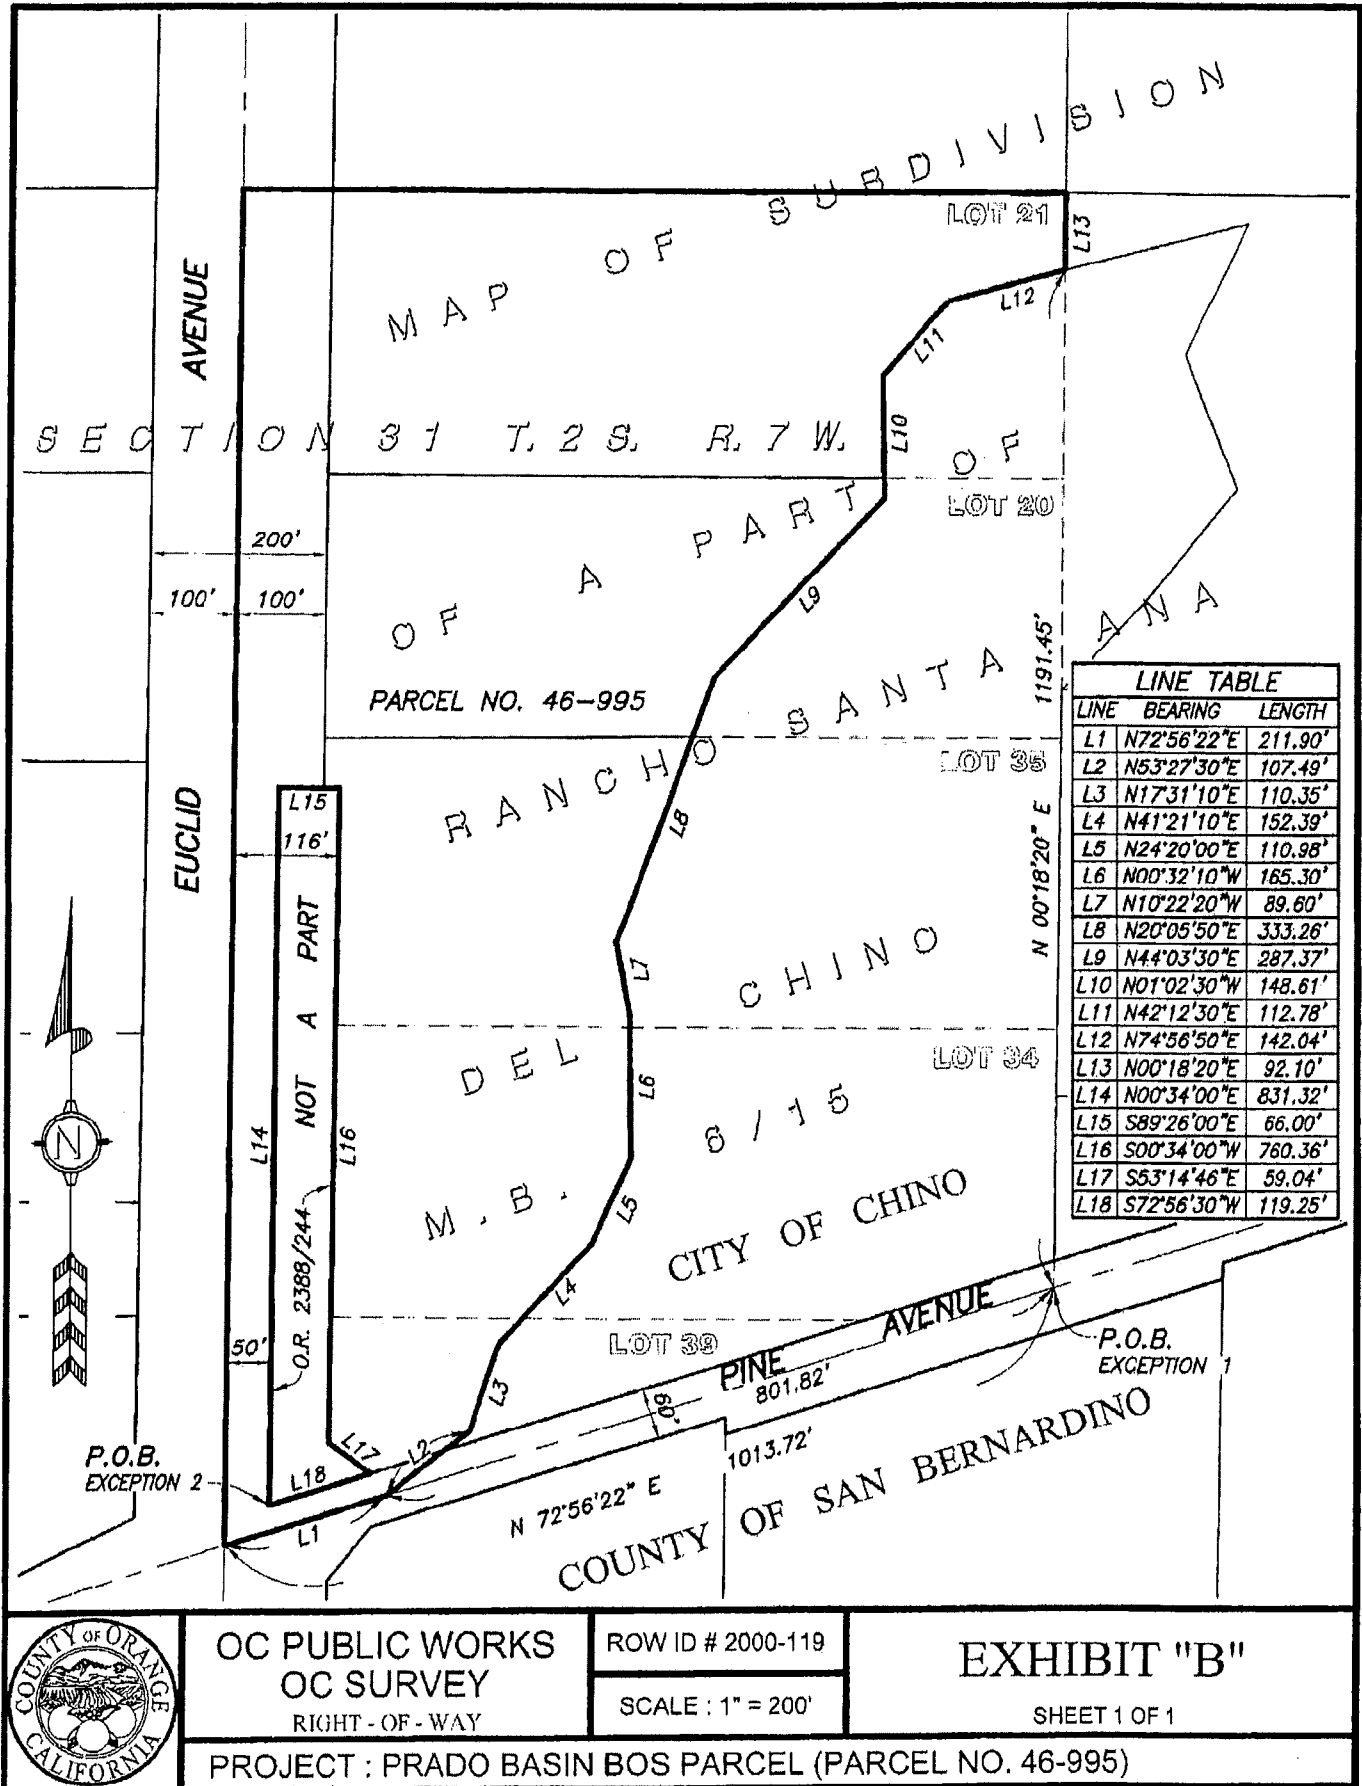 MAP OF SUBDIVISION
LOT 21
L13
L12
L11
AVENUE
SECTION 31 T. 2 S. R. 7 W.
L10
OF A PART OF
LOT 20
200'
100' 100'
L9
1191.45'
N 00°18'20" E
PARCEL NO. 46-995
RANCHO SANTA ANA
LOT 35
L8
LINE TABLE
LINE BEARING LENGTH
L1 N72°56'22"E 211.90'
L2 N53°27'30"E 107.49'
L3 N17°31'10"E 110.35'
L4 N41°21'10"E 152.39'
L5 N24°20'00"E 110.98'
L6 N00°32'10"W 165.30'
L7 N10°22'20"W 89.60'
L8 N20°05'50"E 333.26'
L9 N44°03'30"E 287.37'
L10 N01°02'30"W 148.61'
L11 N42°12'30"E 112.78'
L12 N74°56'50"E 142.04'
L13 N00°18'20"E 92.10'
L14 N00°34'00"E 831.32'
L15 S89°26'00"E 66.00'
L16 S00°34'00"W 760.36'
L17 S53°14'46"E 59.04'
L18 S72°56'30"W 119.25'
L15
116'
EUCLID
NOT A PART
L7
DEL CHINO
LOT 34
N
L14
L16
L6
M.B. 6/15
L5
O.R. 2388/244
CITY OF CHINO
L4
50'
LOT 39
L3
PINE AVENUE
801.82'
60'
P.O.B.
EXCEPTION 1
L17
L2
1013.72'
P.O.B.
EXCEPTION 2
L18
L1
N 72°56'22" E
COUNTY OF SAN BERNARDINO
COUNTY OF ORANGE
CALIFORNIA
OC PUBLIC WORKS
OC SURVEY
RIGHT-OF-WAY
ROW ID # 2000-119
SCALE : 1" = 200'
EXHIBIT "B"
SHEET 1 OF 1
PROJECT : PRADO BASIN BOS PARCEL (PARCEL NO. 46-995)